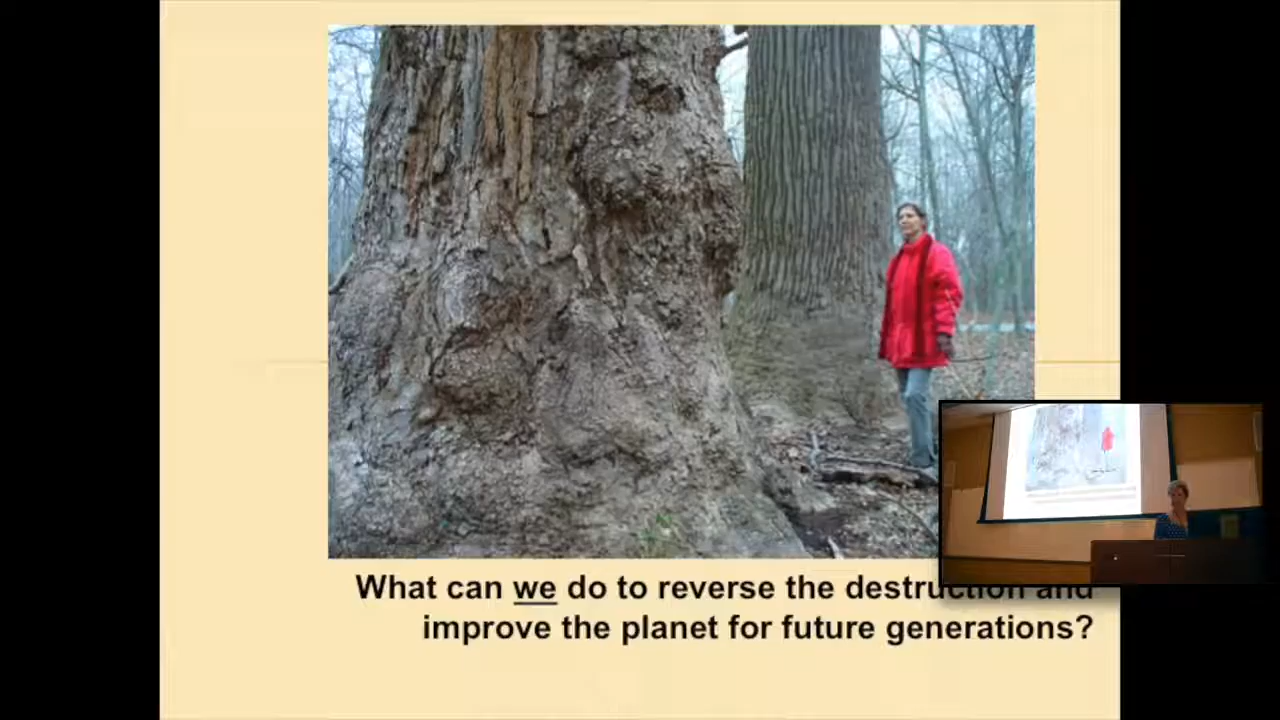 What can we do to reverse the destruction and
improve the planet for future generations?